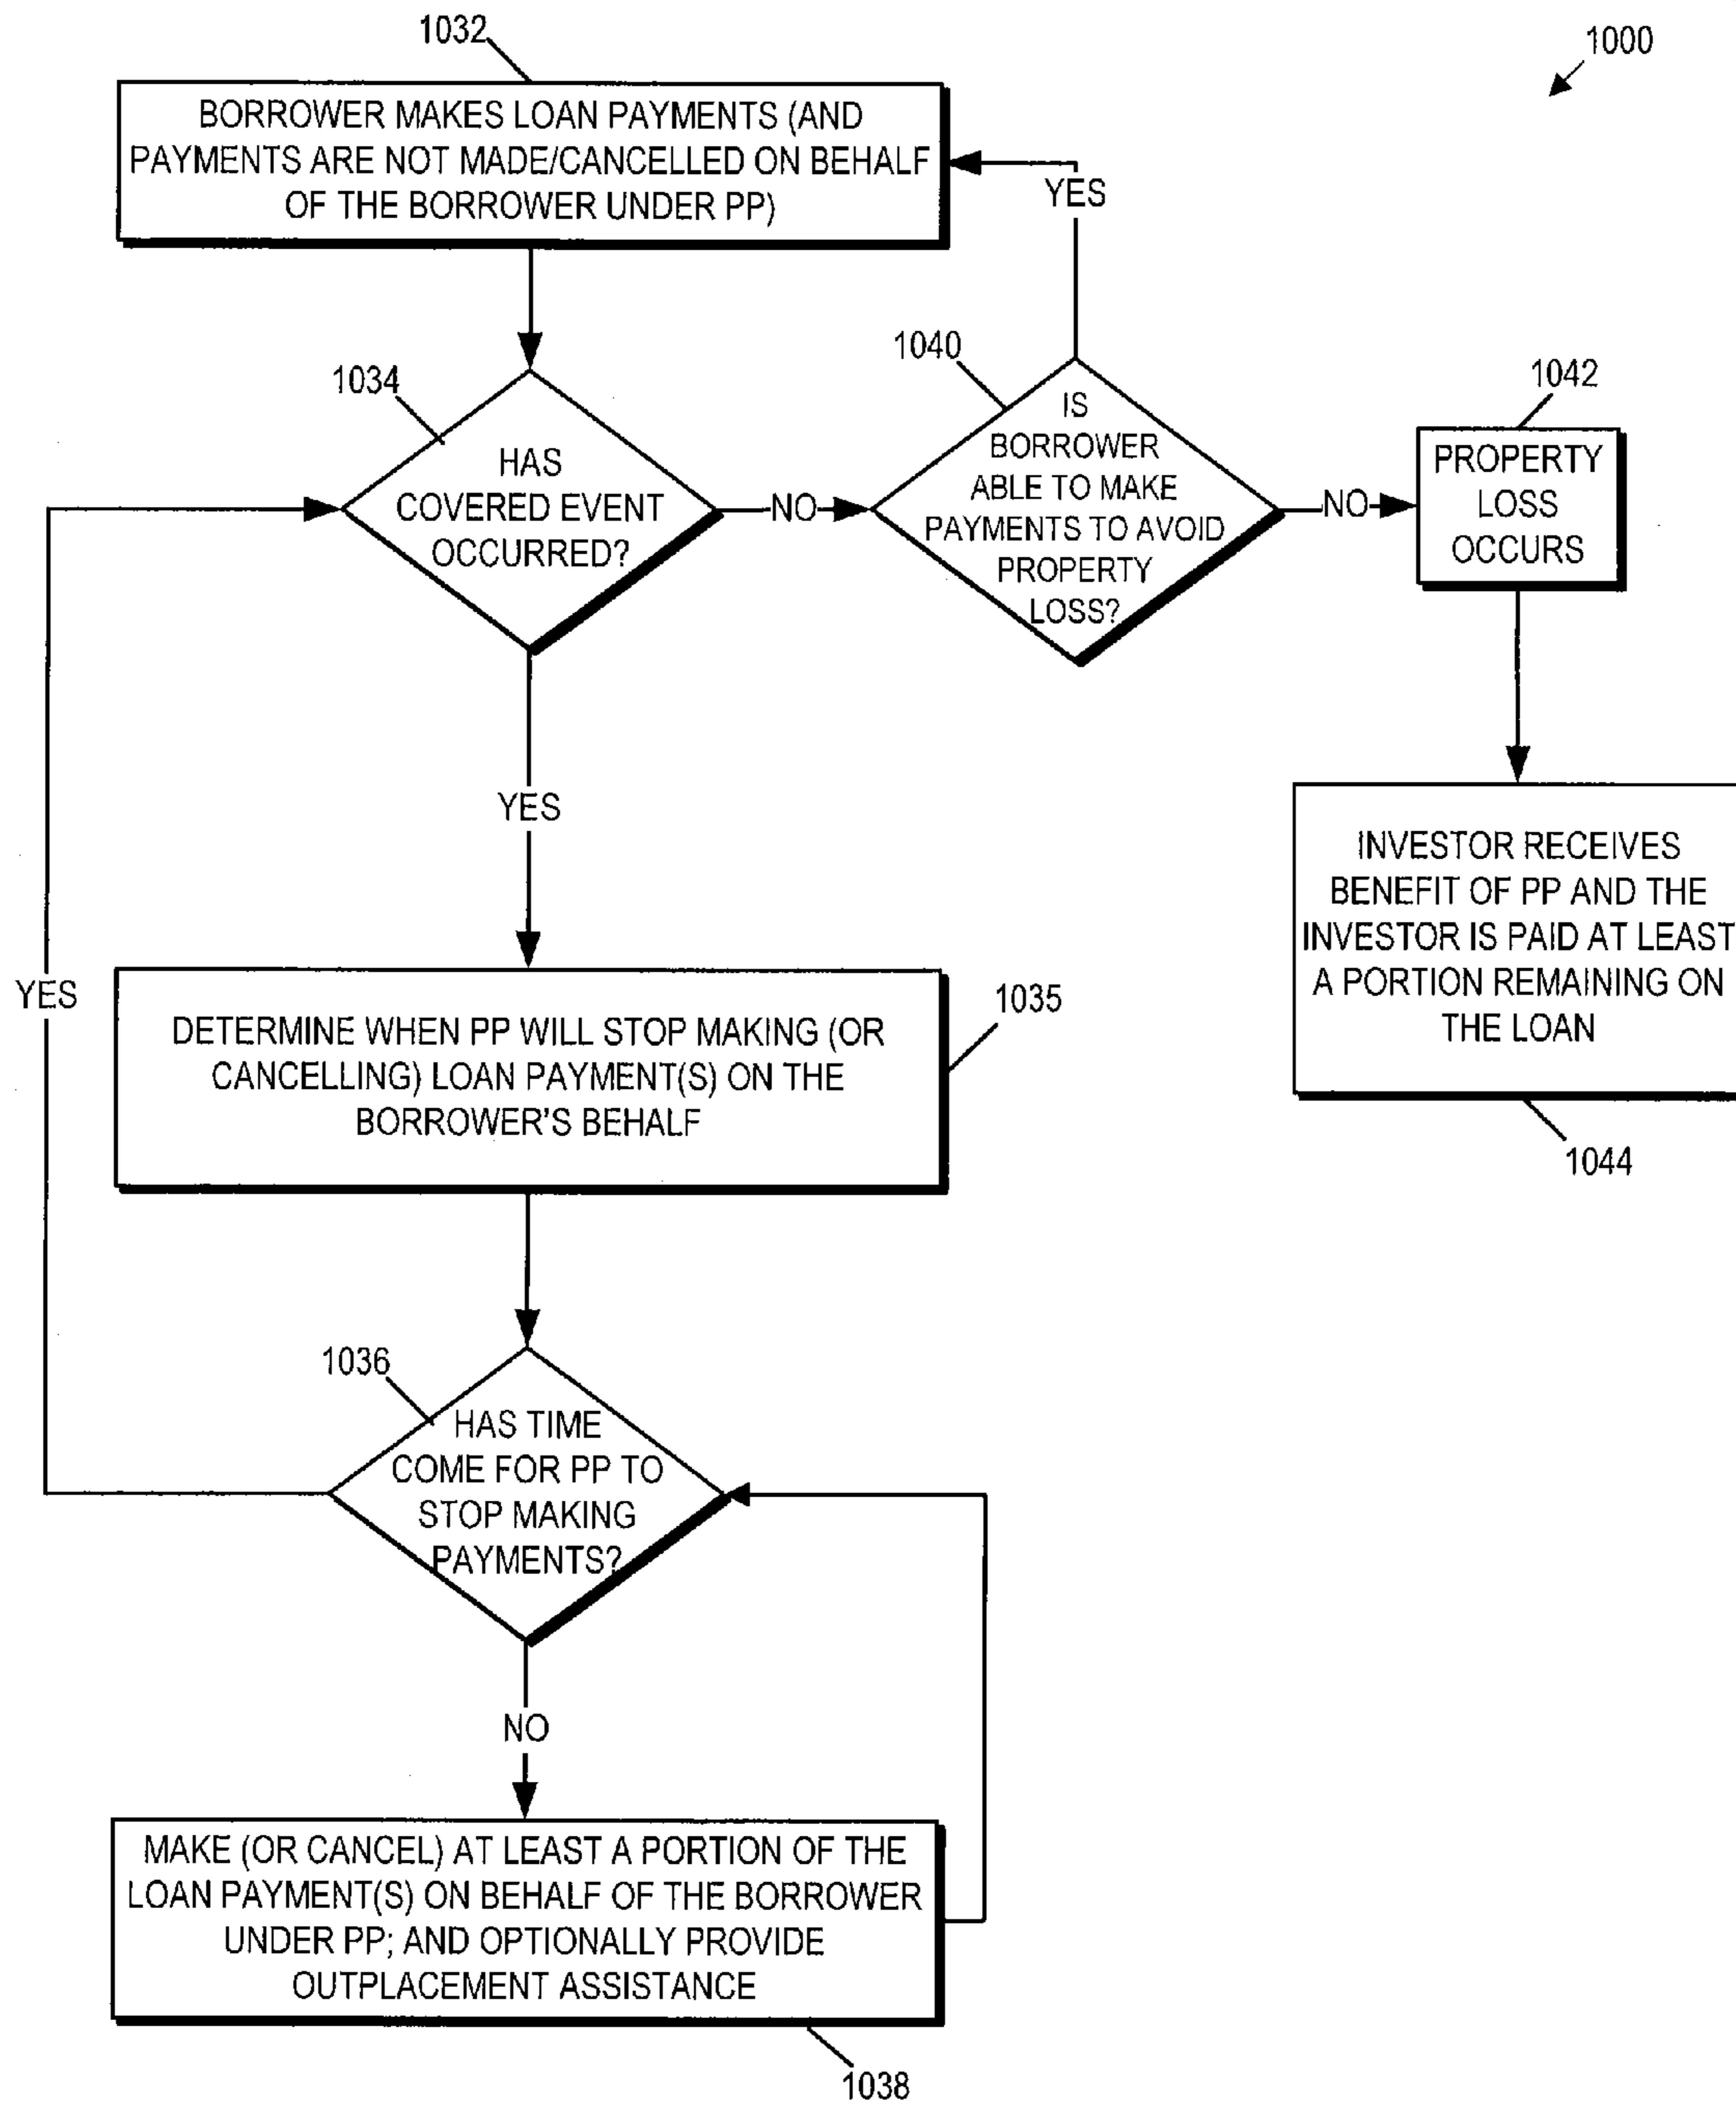 1032
1000
BORROWER MAKES LOAN PAYMENTS (AND
PAYMENTS ARE NOT MADE/CANCELLED ON BEHALF
OF THE BORROWER UNDER PP)
YES
1034
HAS
COVERED EVENT
OCCURRED?
NO
1040
IS
BORROWER
ABLE TO MAKE
PAYMENTS TO AVOID
PROPERTY
LOSS?
NO
1042
PROPERTY
LOSS
OCCURS
YES
INVESTOR RECEIVES
BENEFIT OF PP AND THE
INVESTOR IS PAID AT LEAST
A PORTION REMAINING ON
THE LOAN
1044
YES
DETERMINE WHEN PP WILL STOP MAKING (OR
CANCELLING) LOAN PAYMENT(S) ON THE
BORROWER'S BEHALF
1035
1036
HAS TIME
COME FOR PP TO
STOP MAKING
PAYMENTS?
NO
MAKE (OR CANCEL) AT LEAST A PORTION OF THE
LOAN PAYMENT(S) ON BEHALF OF THE BORROWER
UNDER PP; AND OPTIONALLY PROVIDE
OUTPLACEMENT ASSISTANCE
1038